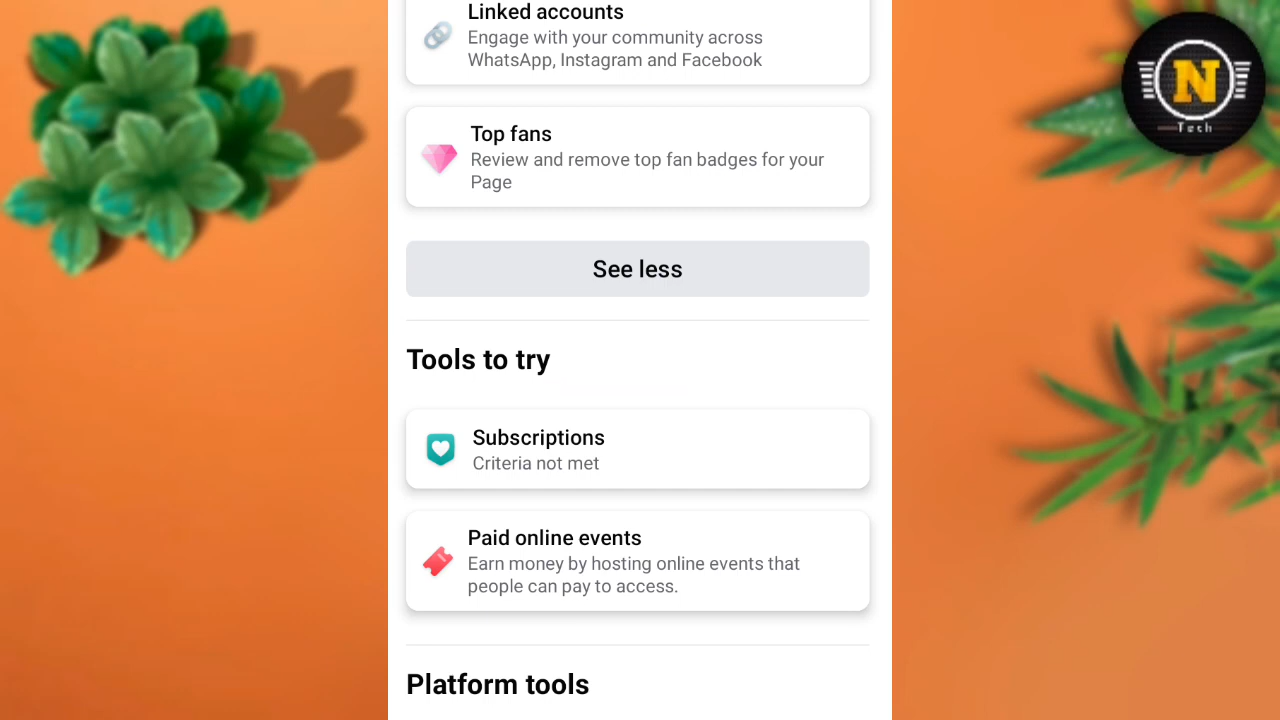 Linked accounts
Engage with your community across
WhatsApp, Instagram and Facebook
Top fans
Review and remove top fan badges for your
Page
See less
Tools to try
Subscriptions
Criteria not met
Paid online events
Earn money by hosting online events that
people can pay to access.
Platform tools
N
Tech